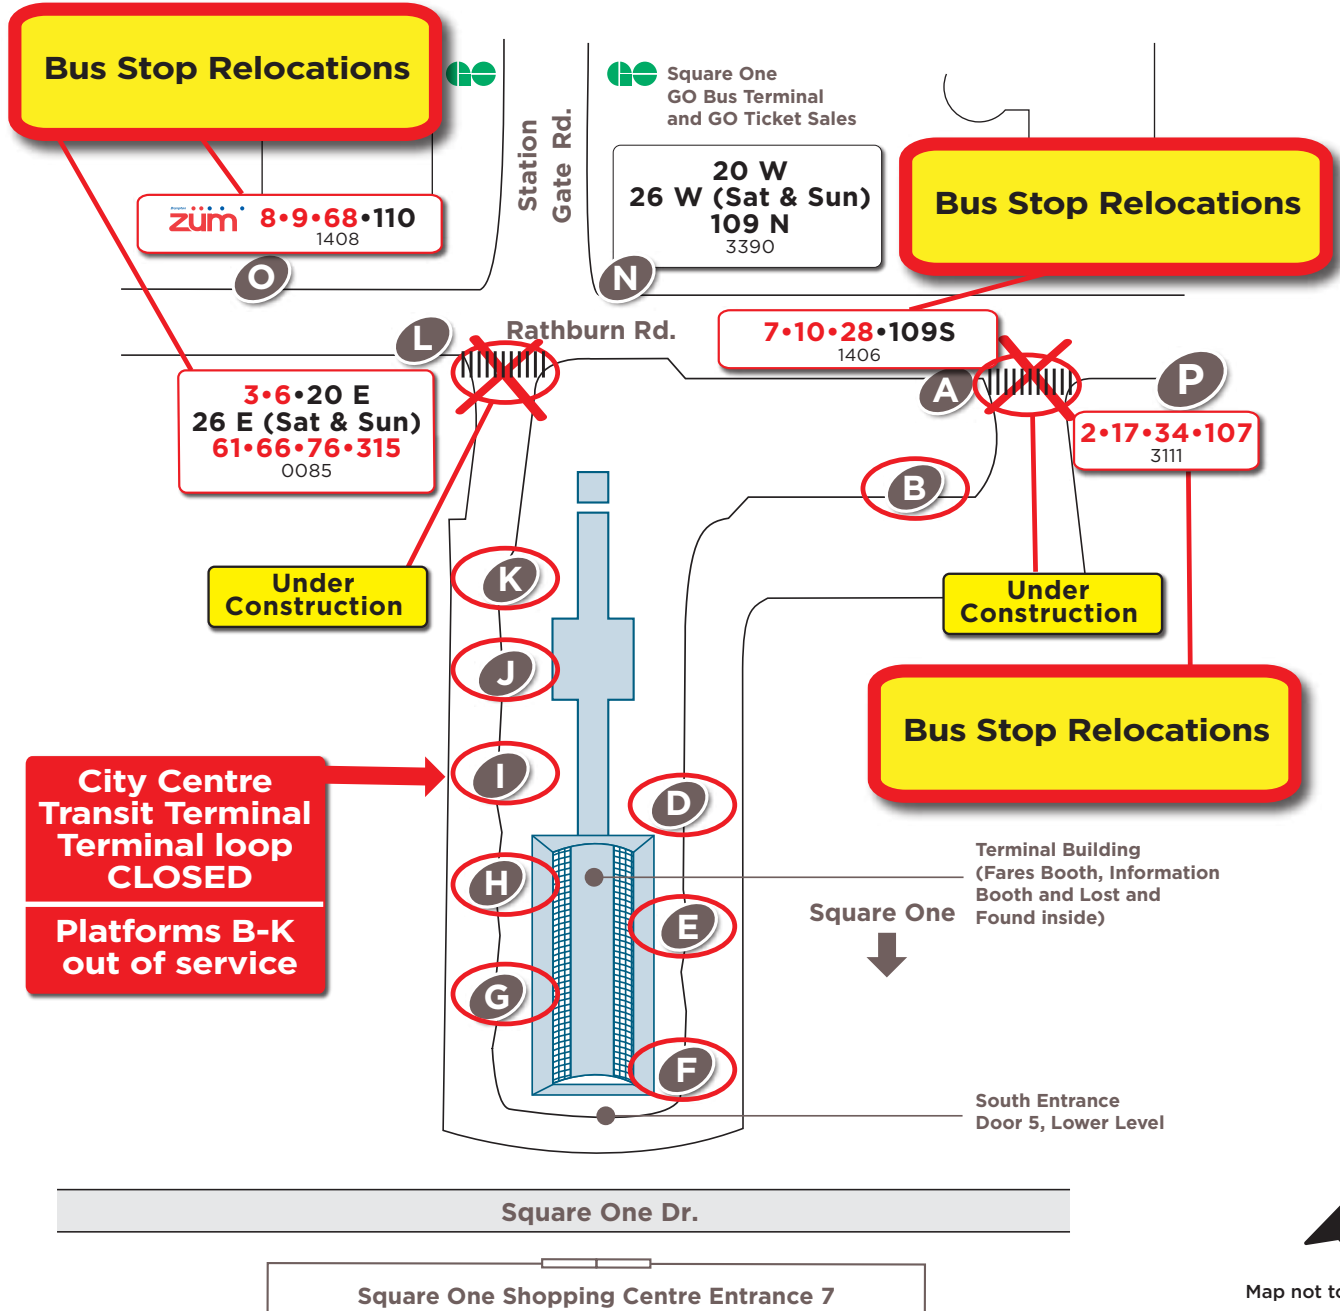 Bus Stop Relocations
Station
Gate Rd.
Square One
GO Bus Terminal
and GO Ticket Sales
20 W
26 W (Sat & Sun)
109 N
3390
Bus Stop Relocations
züm 8•9•68•110
1408
O
N
L
Rathburn Rd.
7•10•28•109S
1406
A
P
3•6•20 E
26 E (Sat & Sun)
61•66•76•315
0085
2•17•34•107
3111
B
K
Under
Construction
Under
Construction
J
Bus Stop Relocations
I
D
City Centre
Transit Terminal
Terminal loop
CLOSED
Platforms B-K
out of service
H
E
Terminal Building
(Fares Booth, Information
Booth and Lost and
Found inside)
Square One
G
F
South Entrance
Door 5, Lower Level
Square One Dr.
Square One Shopping Centre Entrance 7
Map not to